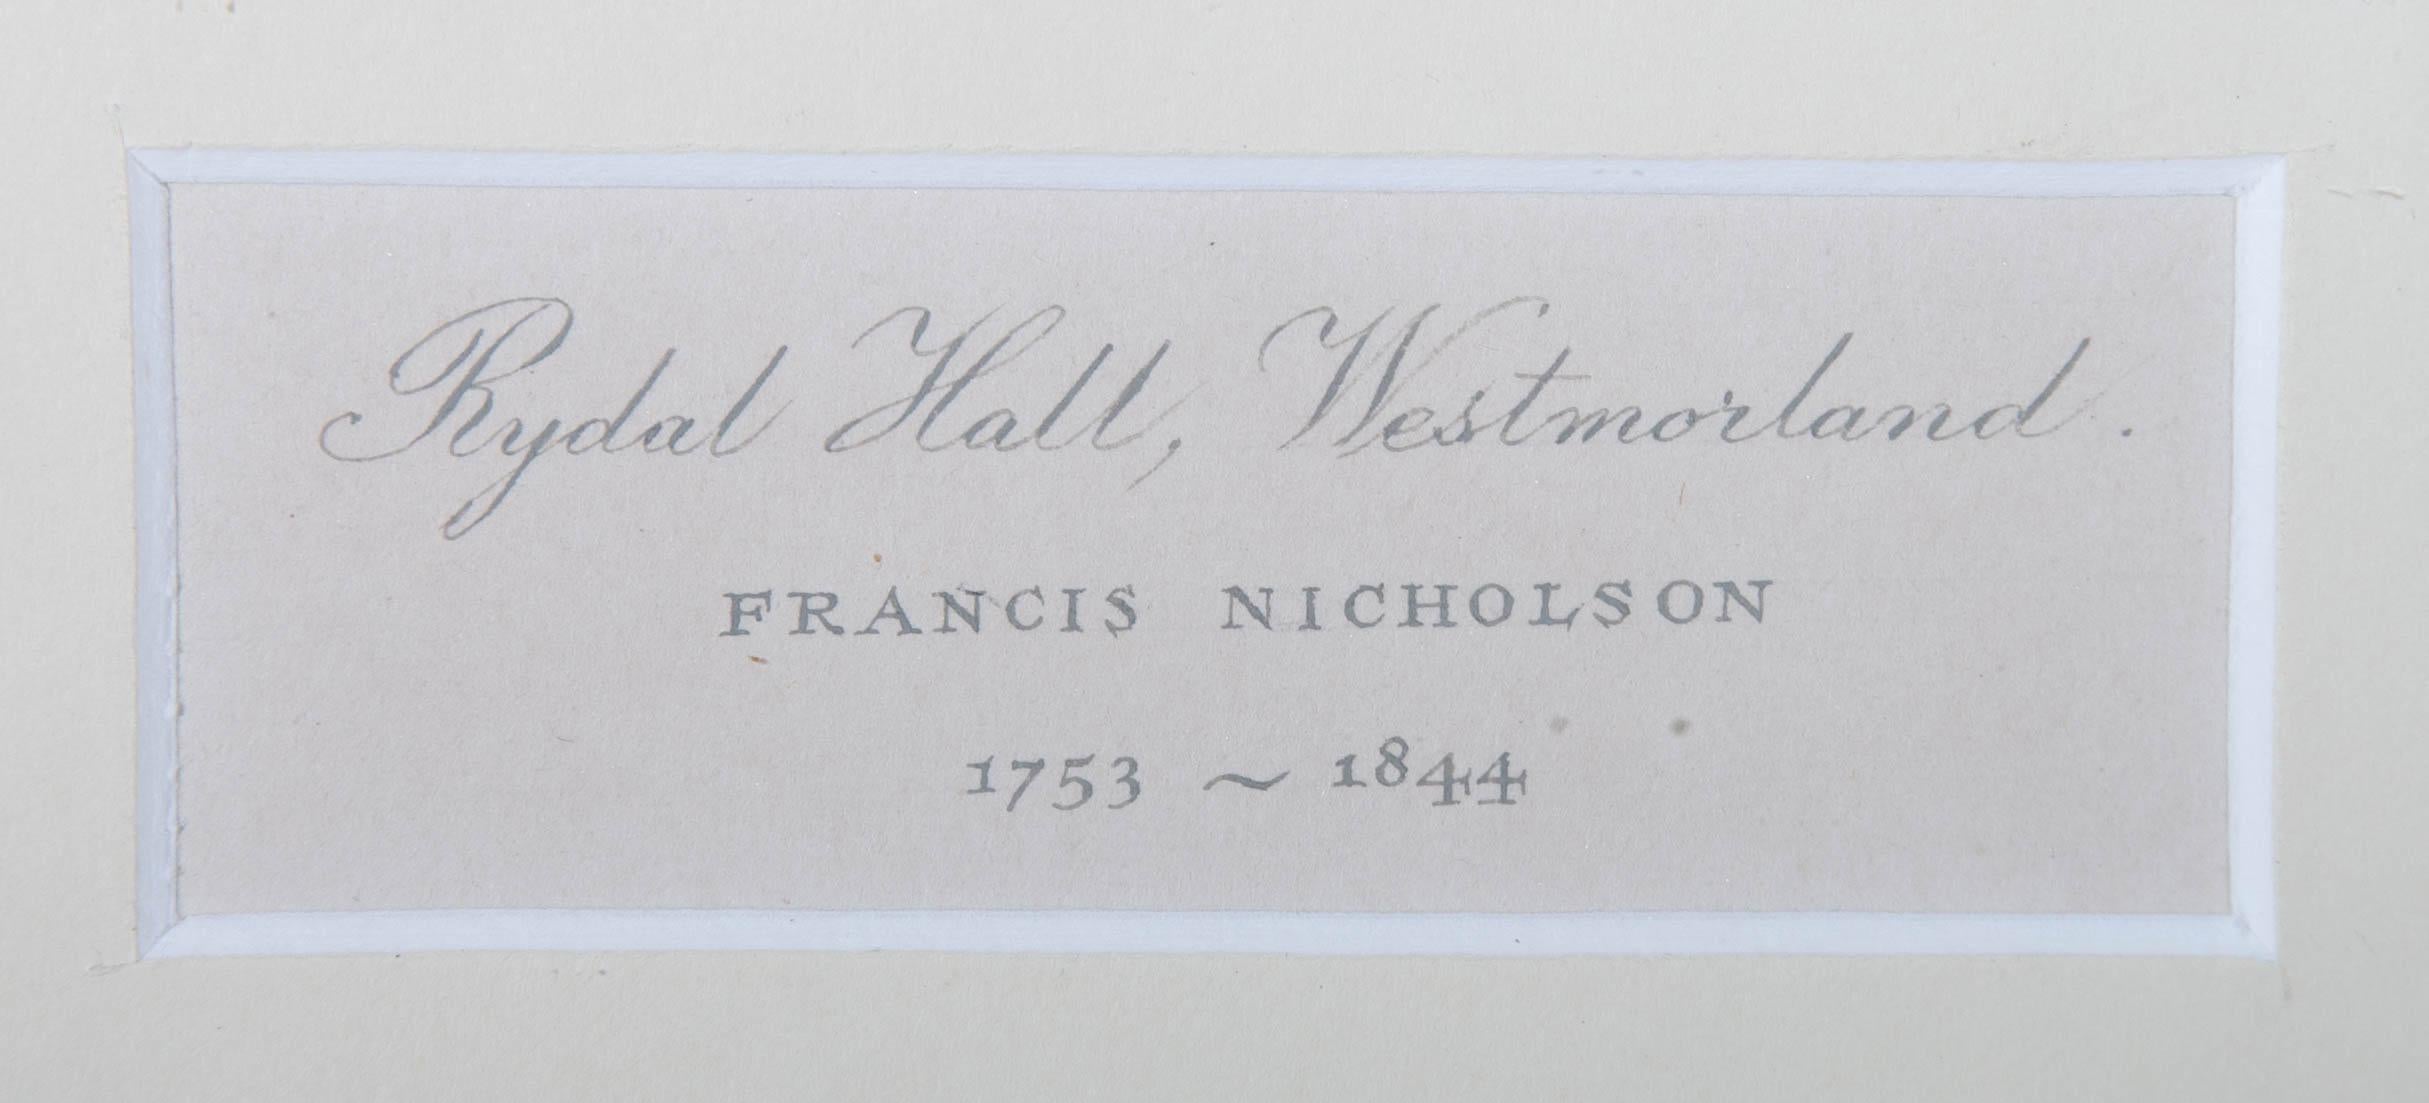 Rydal Hall, Westmorland.
FRANCIS NICHOLSON
1753 ~ 1844